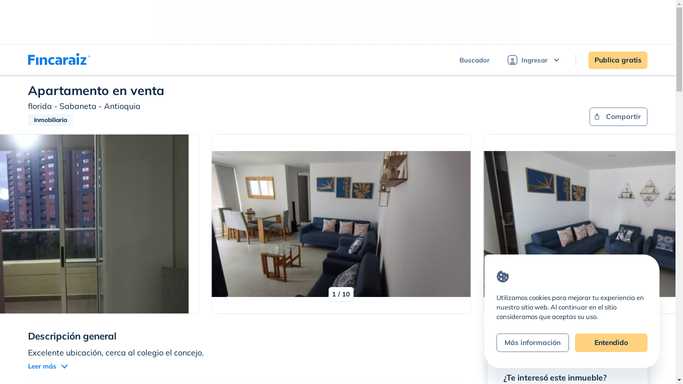 Fincaraiz
Buscador
Ingresar
Publica gratis
Apartamento en venta
florida - Sabaneta - Antioquia
Inmobiliaria
Compartir
1 / 10
Utilizamos cookies para mejorar tu experiencia en
nuestro sitio web. Al continuar en el sitio
consideramos que aceptas su uso.
Más información
Entendido
Descripción general
Excelente ubicación, cerca al colegio el concejo.
Leer más
¿Te interesó este inmueble?